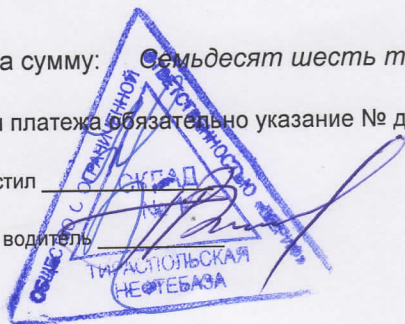 а сумму: Семьдесят шесть т
платежа обязательно указание № д
стил
водитель
ОБЩЕСТВО С ОГРАНИЧЕННОЙ ОТВЕТСТВЕННОСТЬЮ
СКЛАД
ТИРАСПОЛЬСКАЯ
НЕФТЕБАЗА